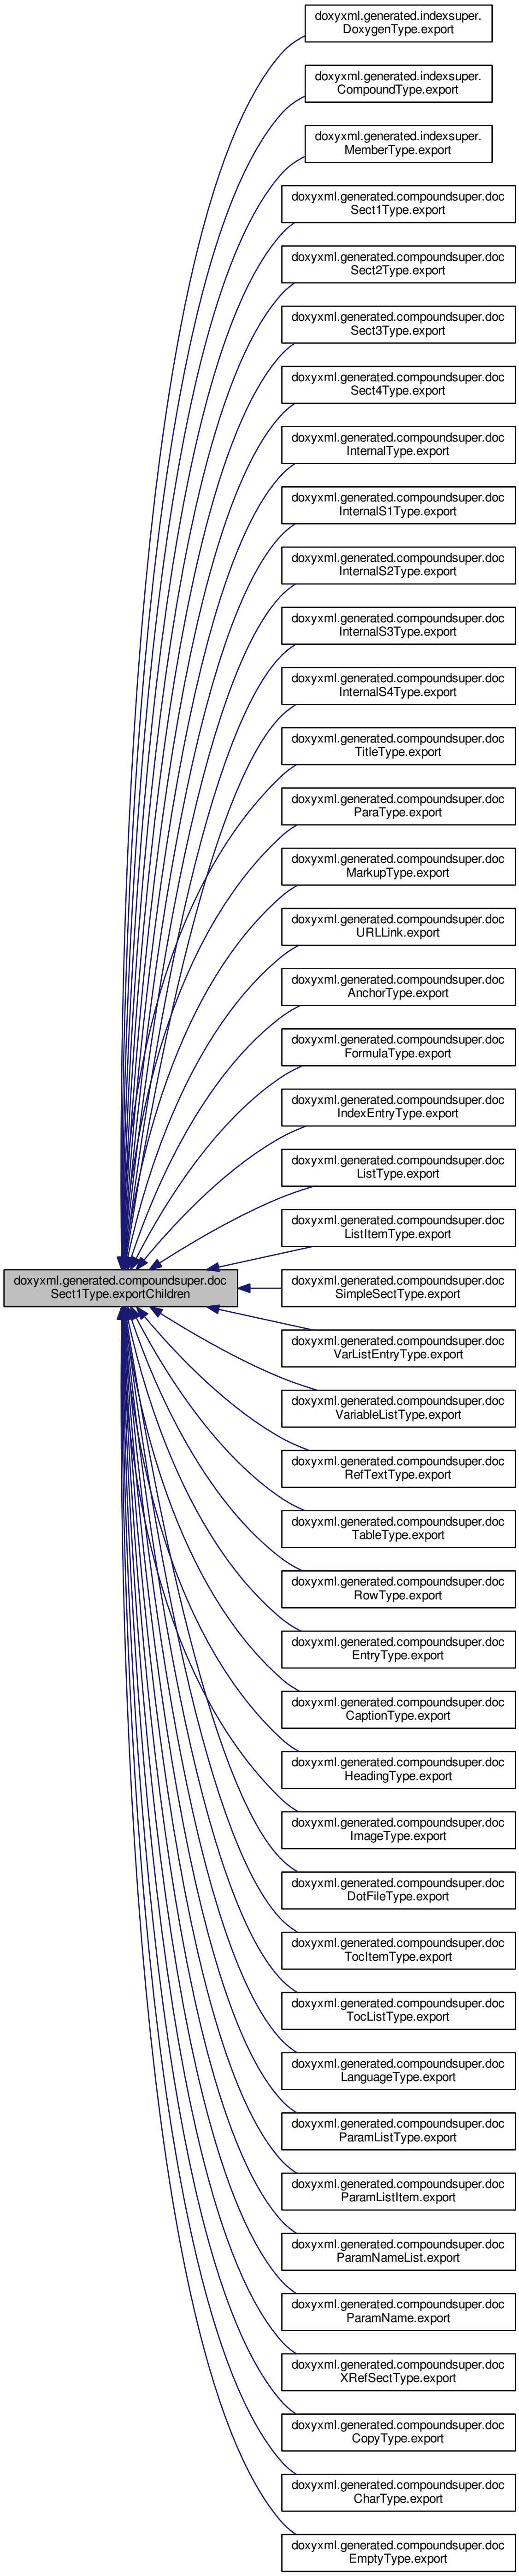 doxyxml.generated.indexsuper.
DoxygenType.export
doxyxml.generated.indexsuper.
CompoundType.export
doxyxml.generated.indexsuper.
MemberType.export
doxyxml.generated.compoundsuper.doc
Sect1Type.export
doxyxml.generated.compoundsuper.doc
Sect2Type.export
doxyxml.generated.compoundsuper.doc
Sect3Type.export
doxyxml.generated.compoundsuper.doc
Sect4Type.export
doxyxml.generated.compoundsuper.doc
InternalType.export
doxyxml.generated.compoundsuper.doc
InternalS1Type.export
doxyxml.generated.compoundsuper.doc
InternalS2Type.export
doxyxml.generated.compoundsuper.doc
InternalS3Type.export
doxyxml.generated.compoundsuper.doc
InternalS4Type.export
doxyxml.generated.compoundsuper.doc
TitleType.export
doxyxml.generated.compoundsuper.doc
ParaType.export
doxyxml.generated.compoundsuper.doc
MarkupType.export
doxyxml.generated.compoundsuper.doc
URLLink.export
doxyxml.generated.compoundsuper.doc
AnchorType.export
doxyxml.generated.compoundsuper.doc
FormulaType.export
doxyxml.generated.compoundsuper.doc
IndexEntryType.export
doxyxml.generated.compoundsuper.doc
ListType.export
doxyxml.generated.compoundsuper.doc
ListItemType.export
doxyxml.generated.compoundsuper.doc
Sect1Type.exportChildren
doxyxml.generated.compoundsuper.doc
SimpleSectType.export
doxyxml.generated.compoundsuper.doc
VarListEntryType.export
doxyxml.generated.compoundsuper.doc
VariableListType.export
doxyxml.generated.compoundsuper.doc
RefTextType.export
doxyxml.generated.compoundsuper.doc
TableType.export
doxyxml.generated.compoundsuper.doc
RowType.export
doxyxml.generated.compoundsuper.doc
EntryType.export
doxyxml.generated.compoundsuper.doc
CaptionType.export
doxyxml.generated.compoundsuper.doc
HeadingType.export
doxyxml.generated.compoundsuper.doc
ImageType.export
doxyxml.generated.compoundsuper.doc
DotFileType.export
doxyxml.generated.compoundsuper.doc
TocItemType.export
doxyxml.generated.compoundsuper.doc
TocListType.export
doxyxml.generated.compoundsuper.doc
LanguageType.export
doxyxml.generated.compoundsuper.doc
ParamListType.export
doxyxml.generated.compoundsuper.doc
ParamListItem.export
doxyxml.generated.compoundsuper.doc
ParamNameList.export
doxyxml.generated.compoundsuper.doc
ParamName.export
doxyxml.generated.compoundsuper.doc
XRefSectType.export
doxyxml.generated.compoundsuper.doc
CopyType.export
doxyxml.generated.compoundsuper.doc
CharType.export
doxyxml.generated.compoundsuper.doc
EmptyType.export